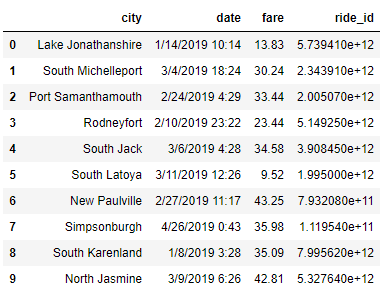 city date fare ride_id
0 Lake Jonathanshire 1/14/2019 10:14 13.83 5.739410e+12
1 South Michelleport 3/4/2019 18:24 30.24 2.343910e+12
2 Port Samanthamouth 2/24/2019 4:29 33.44 2.005070e+12
3 Rodneyfort 2/10/2019 23:22 23.44 5.149250e+12
4 South Jack 3/6/2019 4:28 34.58 3.908450e+12
5 South Latoya 3/11/2019 12:26 9.52 1.995000e+12
6 New Paulville 2/27/2019 11:17 43.25 7.932080e+11
7 Simpsonburgh 4/26/2019 0:43 35.98 1.119540e+11
8 South Karenland 1/8/2019 3:28 35.09 7.995620e+12
9 North Jasmine 3/9/2019 6:26 42.81 5.327640e+12